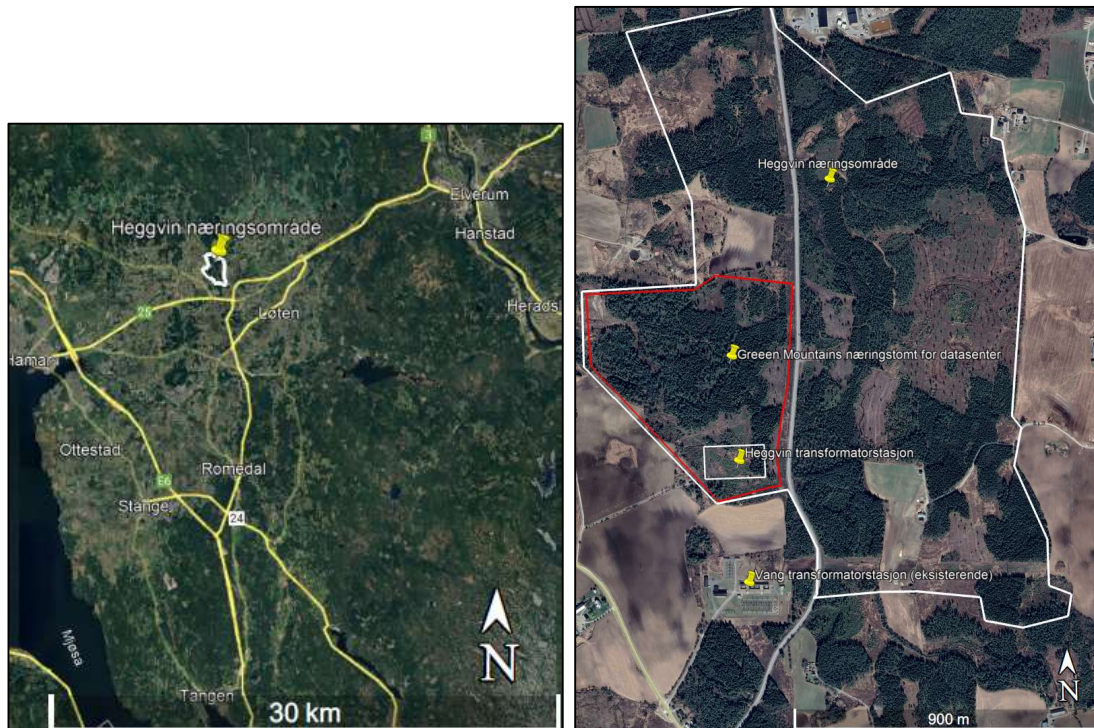 3
Elverum
Heggvin næringsområde
Hanstad
Herads
25
Løten
Hamar
Ottestad
Romedal
E6
Stange
24
Mjøsa
N
Tangen
30 km
Heggvin næringsområde
Greeen Mountains næringstomt for datasenter
Heggvin transformatorstasjon
Vang transformatorstasjon (eksisterende)
N
900 m